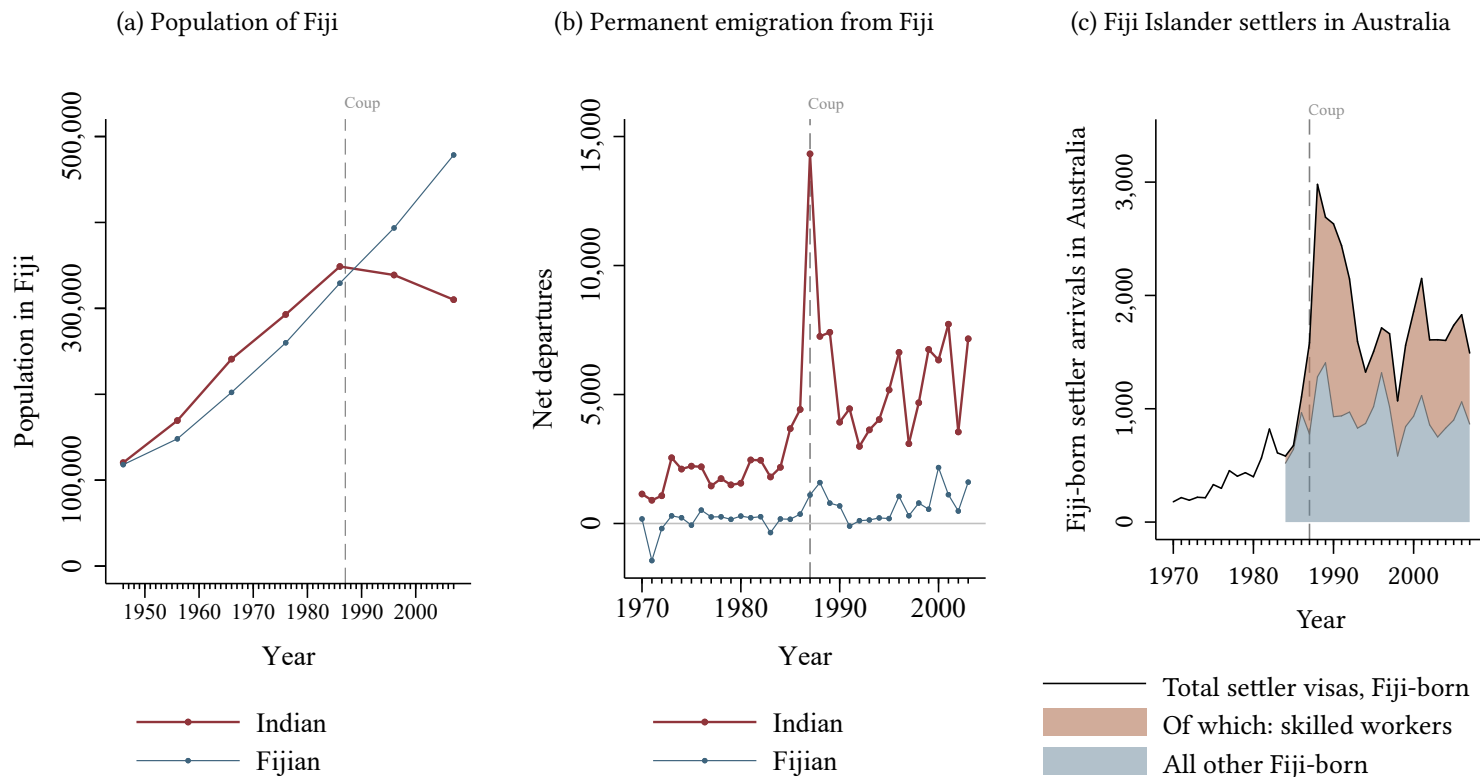 (a) Population of Fiji
Coup
Population in Fiji
500,000
300,000
100,000
0
1950 1960 1970 1980 1990 2000
Year
Indian
Fijian
(b) Permanent emigration from Fiji
Coup
Net departures
15,000
10,000
5,000
0
1970 1980 1990 2000
Year
Indian
Fijian
(c) Fiji Islander settlers in Australia
Coup
Fiji-born settler arrivals in Australia
3,000
2,000
1,000
0
1970 1980 1990 2000
Year
Total settler visas, Fiji-born
Of which: skilled workers
All other Fiji-born